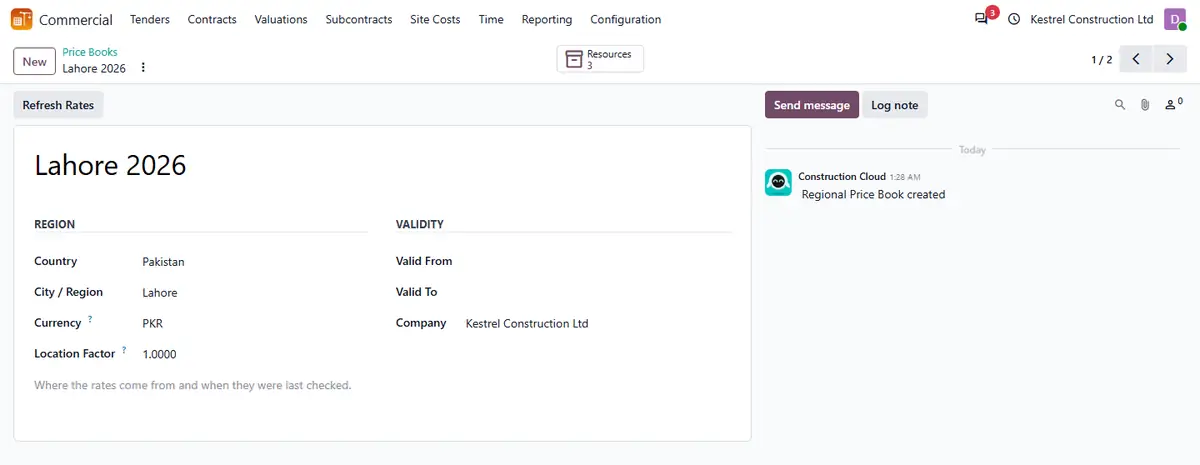 Commercial Tenders Contracts Valuations Subcontracts Site Costs Time Reporting Configuration 3 Kestrel Construction Ltd D
New Price Books
Lahore 2026
Resources
3
1 / 2
Refresh Rates
Send message Log note 0
Lahore 2026
Today
Construction Cloud 1:28 AM
Regional Price Book created
REGION VALIDITY
Country Pakistan Valid From
City / Region Lahore Valid To
Currency ? PKR Company Kestrel Construction Ltd
Location Factor ? 1.0000
Where the rates come from and when they were last checked.